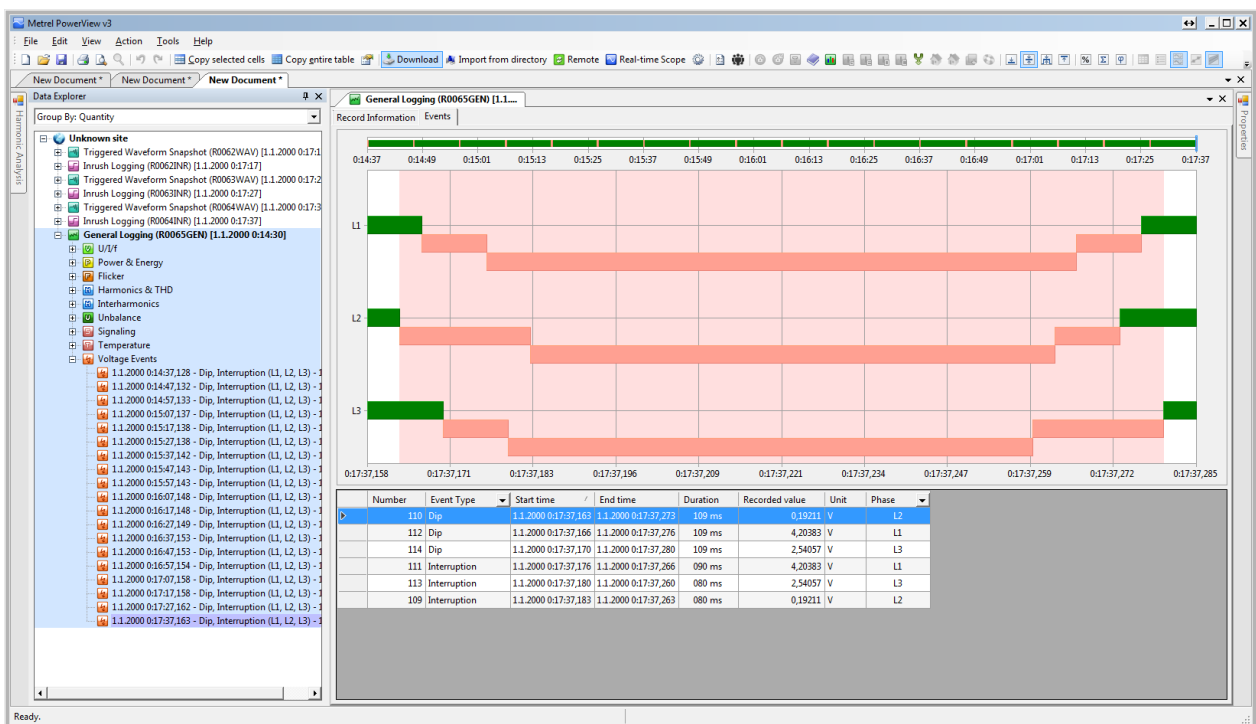 Metrel PowerView v3
File Edit View Action Tools Help
Copy selected cells Copy entire table Download Import from directory Remote Real-time Scope
New Document * New Document * New Document *
Data Explorer
Group By: Quantity
Harmonic Analysis
Unknown site
Triggered Waveform Snapshot (R0062WAV) [1.1.2000 0:17:1
Inrush Logging (R0062INR) [1.1.2000 0:17:17]
Triggered Waveform Snapshot (R0063WAV) [1.1.2000 0:17:2
Inrush Logging (R0063INR) [1.1.2000 0:17:27]
Triggered Waveform Snapshot (R0064WAV) [1.1.2000 0:17:3
Inrush Logging (R0064INR) [1.1.2000 0:17:37]
General Logging (R0065GEN) [1.1.2000 0:14:30]
U/I/f
Power & Energy
Flicker
Harmonics & THD
Interharmonics
Unbalance
Signaling
Temperature
Voltage Events
1.1.2000 0:14:37,128 - Dip, Interruption (L1, L2, L3) - 1
1.1.2000 0:14:47,132 - Dip, Interruption (L1, L2, L3) - 1
1.1.2000 0:14:57,133 - Dip, Interruption (L1, L2, L3) - 1
1.1.2000 0:15:07,137 - Dip, Interruption (L1, L2, L3) - 1
1.1.2000 0:15:17,138 - Dip, Interruption (L1, L2, L3) - 1
1.1.2000 0:15:27,138 - Dip, Interruption (L1, L2, L3) - 1
1.1.2000 0:15:37,142 - Dip, Interruption (L1, L2, L3) - 1
1.1.2000 0:15:47,143 - Dip, Interruption (L1, L2, L3) - 1
1.1.2000 0:15:57,143 - Dip, Interruption (L1, L2, L3) - 1
1.1.2000 0:16:07,148 - Dip, Interruption (L1, L2, L3) - 1
1.1.2000 0:16:17,148 - Dip, Interruption (L1, L2, L3) - 1
1.1.2000 0:16:27,149 - Dip, Interruption (L1, L2, L3) - 1
1.1.2000 0:16:37,153 - Dip, Interruption (L1, L2, L3) - 1
1.1.2000 0:16:47,153 - Dip, Interruption (L1, L2, L3) - 1
1.1.2000 0:16:57,154 - Dip, Interruption (L1, L2, L3) - 1
1.1.2000 0:17:07,158 - Dip, Interruption (L1, L2, L3) - 1
1.1.2000 0:17:17,158 - Dip, Interruption (L1, L2, L3) - 1
1.1.2000 0:17:27,162 - Dip, Interruption (L1, L2, L3) - 1
1.1.2000 0:17:37,163 - Dip, Interruption (L1, L2, L3) - 1
General Logging (R0065GEN) [1.1....
Record Information Events
0:14:37 0:14:49 0:15:01 0:15:13 0:15:25 0:15:37 0:15:49 0:16:01 0:16:13 0:16:25 0:16:37 0:16:49 0:17:01 0:17:13 0:17:25 0:17:37
L1
L2
L3
0:17:37,158 0:17:37,171 0:17:37,183 0:17:37,196 0:17:37,209 0:17:37,221 0:17:37,234 0:17:37,247 0:17:37,259 0:17:37,272 0:17:37,285
Number Event Type Start time End time Duration Recorded value Unit Phase
110 Dip 1.1.2000 0:17:37,163 1.1.2000 0:17:37,273 109 ms 0,19211 V L2
112 Dip 1.1.2000 0:17:37,166 1.1.2000 0:17:37,276 109 ms 4,20383 V L1
114 Dip 1.1.2000 0:17:37,170 1.1.2000 0:17:37,280 109 ms 2,54057 V L3
111 Interruption 1.1.2000 0:17:37,176 1.1.2000 0:17:37,266 090 ms 4,20383 V L1
113 Interruption 1.1.2000 0:17:37,180 1.1.2000 0:17:37,260 080 ms 2,54057 V L3
109 Interruption 1.1.2000 0:17:37,183 1.1.2000 0:17:37,263 080 ms 0,19211 V L2
Properties
Ready.